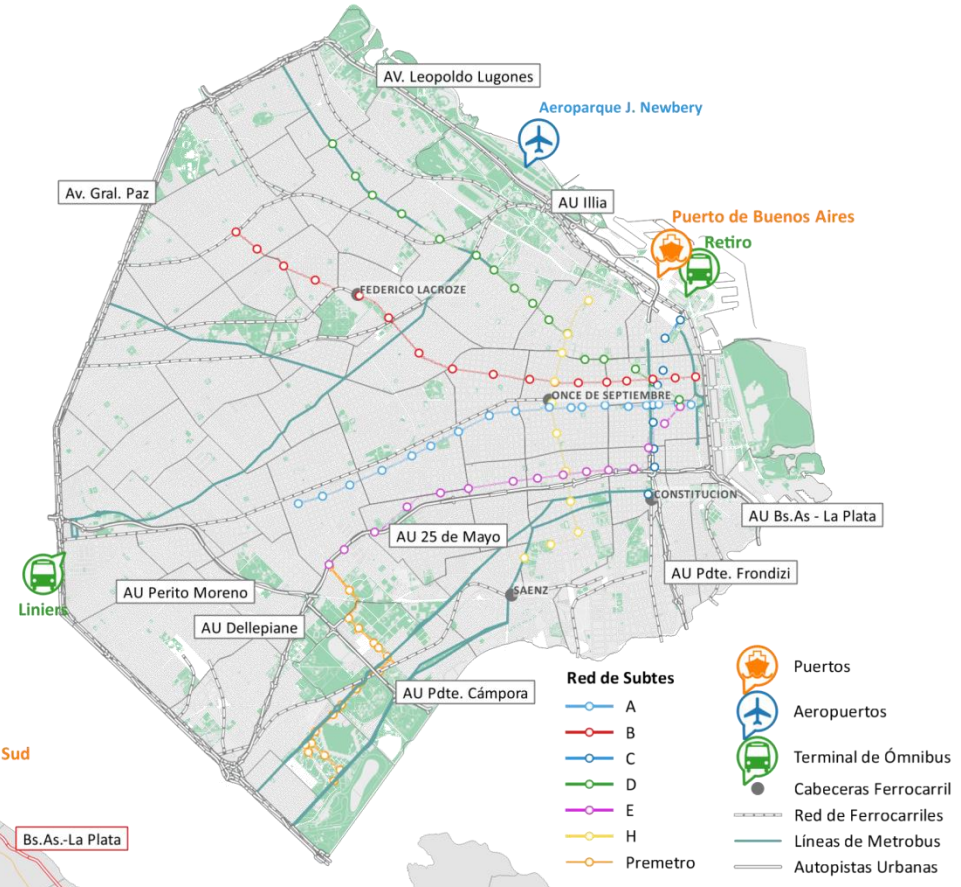 AV. Leopoldo Lugones
Aeroparque J. Newbery
Av. Gral. Paz
AU Illia
Puerto de Buenos Aires
Retiro
FEDERICO LACROZE
ONCE DE SEPTIEMBRE
CONSTITUCION
AU Bs.As - La Plata
AU 25 de Mayo
AU Pdte. Frondizi
Liniers
AU Perito Moreno
SAENZ
AU Dellepiane
AU Pdte. Cámpora
Sud
Bs.As.-La Plata
Red de Subtes
A
B
C
D
E
H
Premetro
Puertos
Aeropuertos
Terminal de Ómnibus
Cabeceras Ferrocarril
Red de Ferrocarriles
Líneas de Metrobus
Autopistas Urbanas